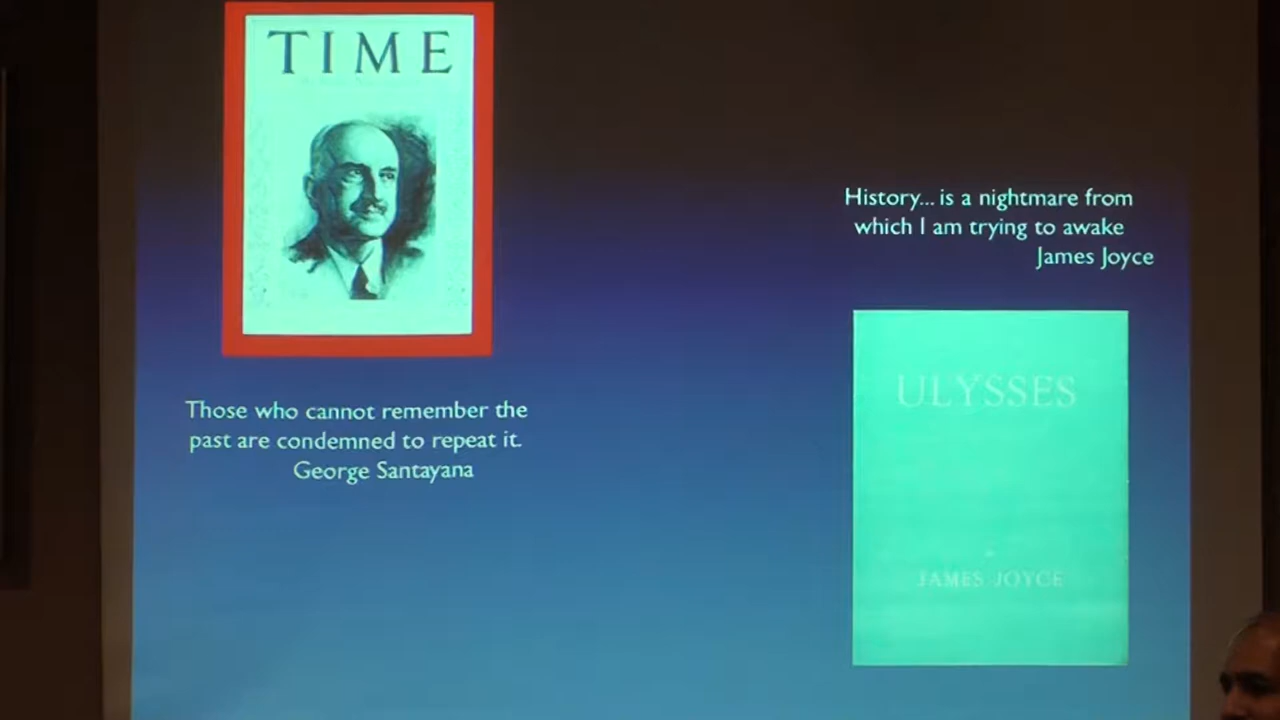 TIME
Those who cannot remember the
past are condemned to repeat it.
George Santayana
History... is a nightmare from
which I am trying to awake
James Joyce
ULYSSES
JAMES JOYCE